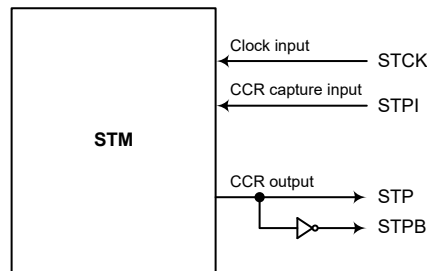 Clock input
STCK
CCR capture input
STPI
STM
CCR output
STP
STPB